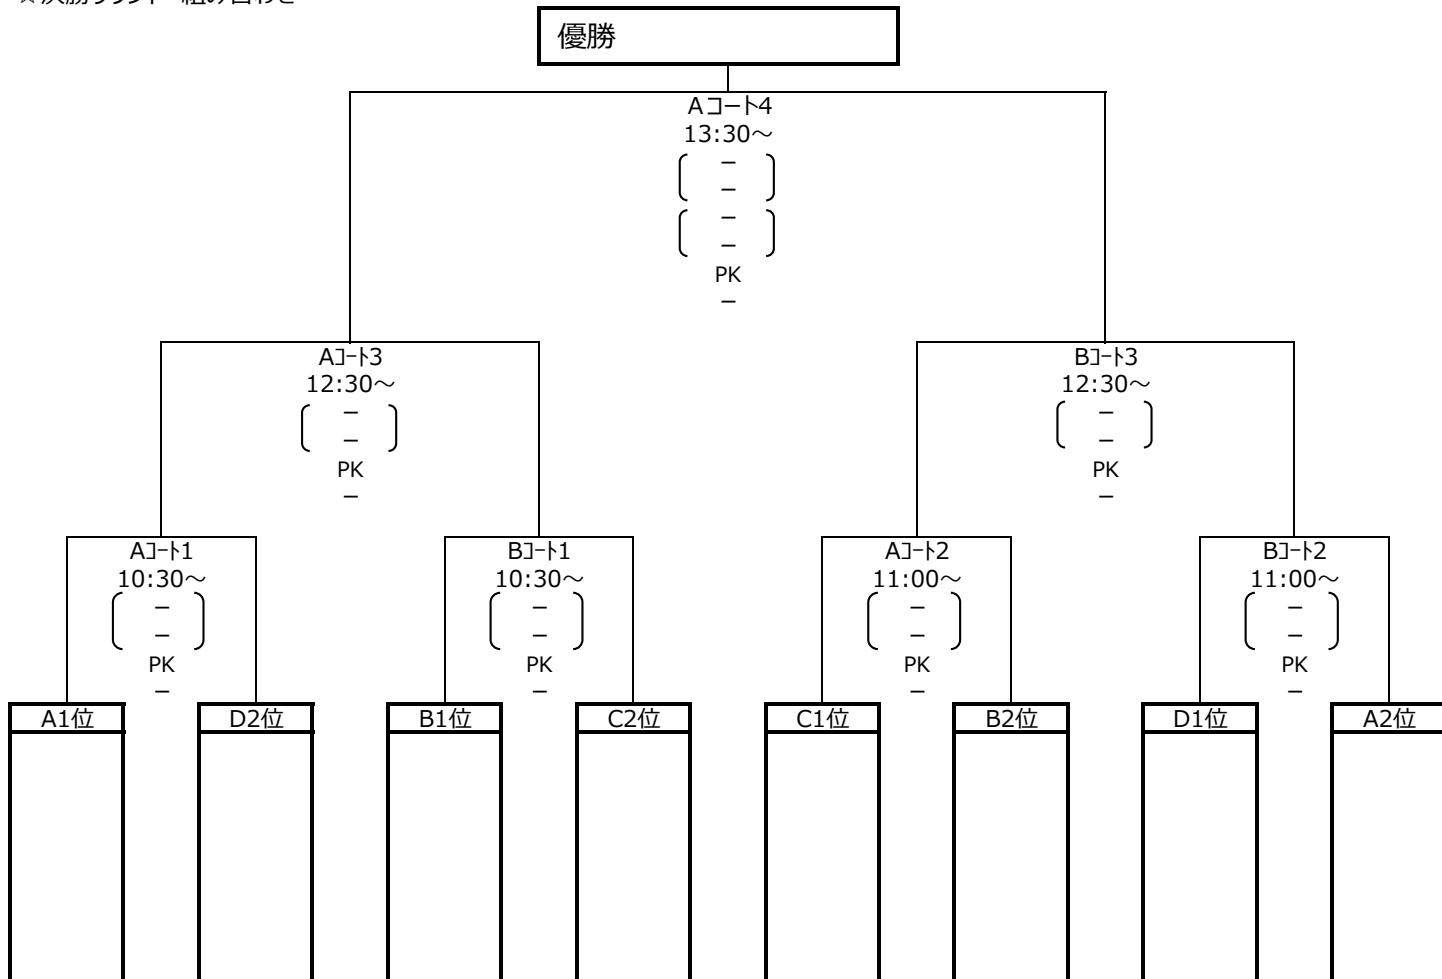 優勝
Aコート4
13:30～
－
－
－
－
PK
－
Aｺｰﾄ3
12:30～
－
－
PK
－
Bｺｰﾄ3
12:30～
－
－
PK
－
Aｺｰﾄ1
10:30～
－
－
PK
－
Bｺｰﾄ1
10:30～
－
－
PK
－
Aｺｰﾄ2
11:00～
－
－
PK
－
Bｺｰﾄ2
11:00～
－
－
PK
－
A1位
D2位
B1位
C2位
C1位
B2位
D1位
A2位